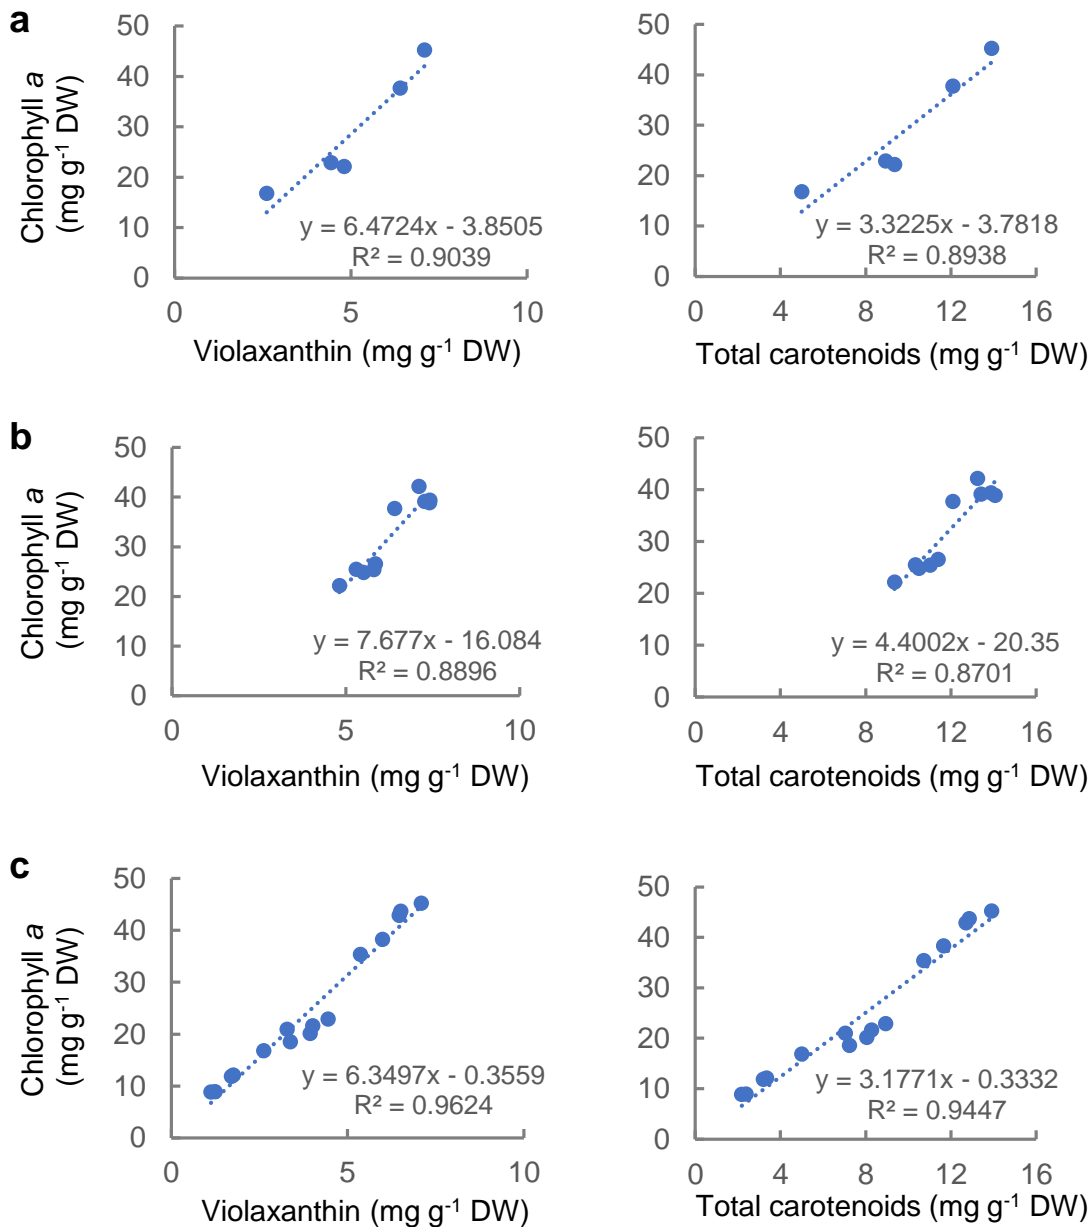 a
Chlorophyll a
(mg g-1 DW)
50
40
30
20
10
0
y = 6.4724x - 3.8505
R² = 0.9039
0 5 10
Violaxanthin (mg g-1 DW)
50
40
30
20
10
0
y = 3.3225x - 3.7818
R² = 0.8938
0 4 8 12 16
Total carotenoids (mg g-1 DW)
b
Chlorophyll a
(mg g-1 DW)
50
40
30
20
10
0
y = 7.677x - 16.084
R² = 0.8896
0 5 10
Violaxanthin (mg g-1 DW)
50
40
30
20
10
0
y = 4.4002x - 20.35
R² = 0.8701
0 4 8 12 16
Total carotenoids (mg g-1 DW)
c
Chlorophyll a
(mg g-1 DW)
50
40
30
20
10
0
y = 6.3497x - 0.3559
R² = 0.9624
0 5 10
Violaxanthin (mg g-1 DW)
50
40
30
20
10
0
y = 3.1771x - 0.3332
R² = 0.9447
0 4 8 12 16
Total carotenoids (mg g-1 DW)